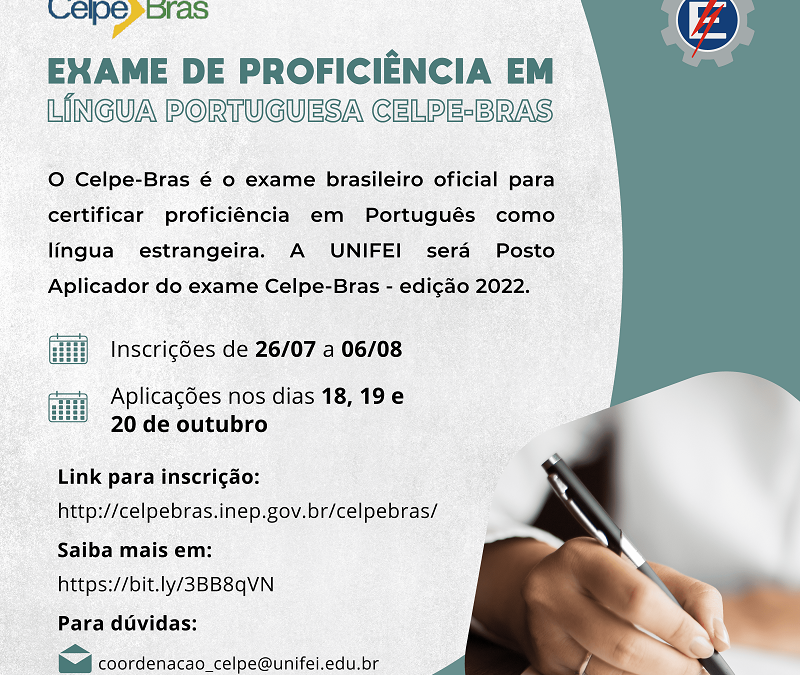 Celpe Bras
EXAME DE PROFICIÊNCIA EM
LÍNGUA PORTUGUESA CELPE-BRAS
O Celpe-Bras é o exame brasileiro oficial para
certificar proficiência em Português como
língua estrangeira. A UNIFEI será Posto
Aplicador do exame Celpe-Bras - edição 2022.
Inscrições de 26/07 a 06/08
Aplicações nos dias 18, 19 e
20 de outubro
Link para inscrição:
http://celpebras.inep.gov.br/celpebras/
Saiba mais em:
https://bit.ly/3BB8qVN
Para dúvidas:
coordenacao_celpe@unifei.edu.br